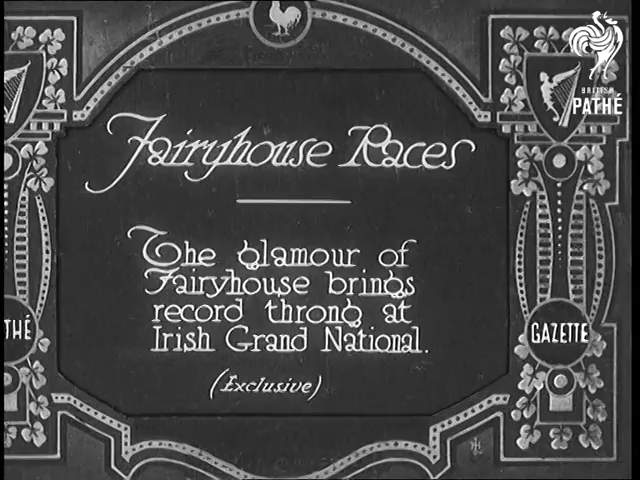 Fairyhouse Races
The glamour of
Fairyhouse brings
record throng at
Irish Grand National.
(Exclusive)
THÉ
GAZETTE
BRITISH
PATHÉ